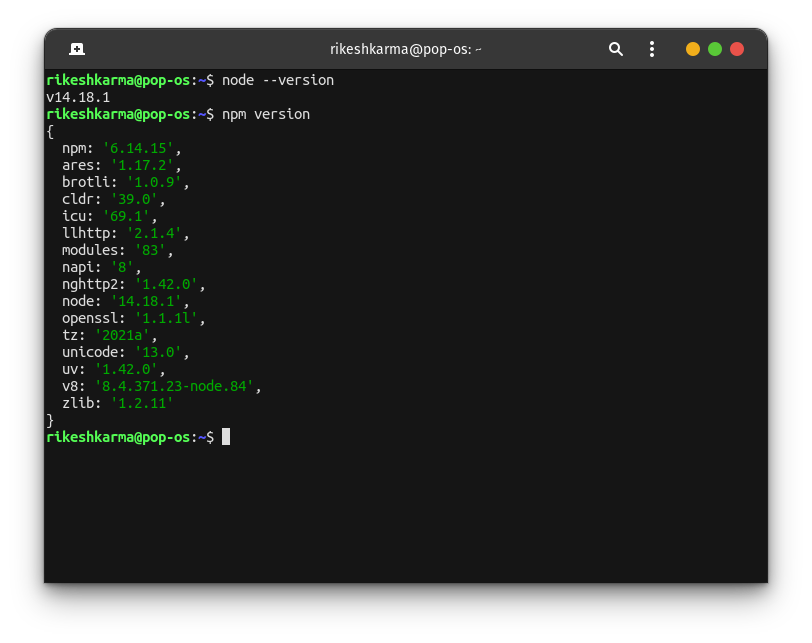 rikeshkarma@pop-os: ~
rikeshkarma@pop-os:~$ node --version
v14.18.1
rikeshkarma@pop-os:~$ npm version
{
  npm: '6.14.15',
  ares: '1.17.2',
  brotli: '1.0.9',
  cldr: '39.0',
  icu: '69.1',
  llhttp: '2.1.4',
  modules: '83',
  napi: '8',
  nghttp2: '1.42.0',
  node: '14.18.1',
  openssl: '1.1.1l',
  tz: '2021a',
  unicode: '13.0',
  uv: '1.42.0',
  v8: '8.4.371.23-node.84',
  zlib: '1.2.11'
}
rikeshkarma@pop-os:~$